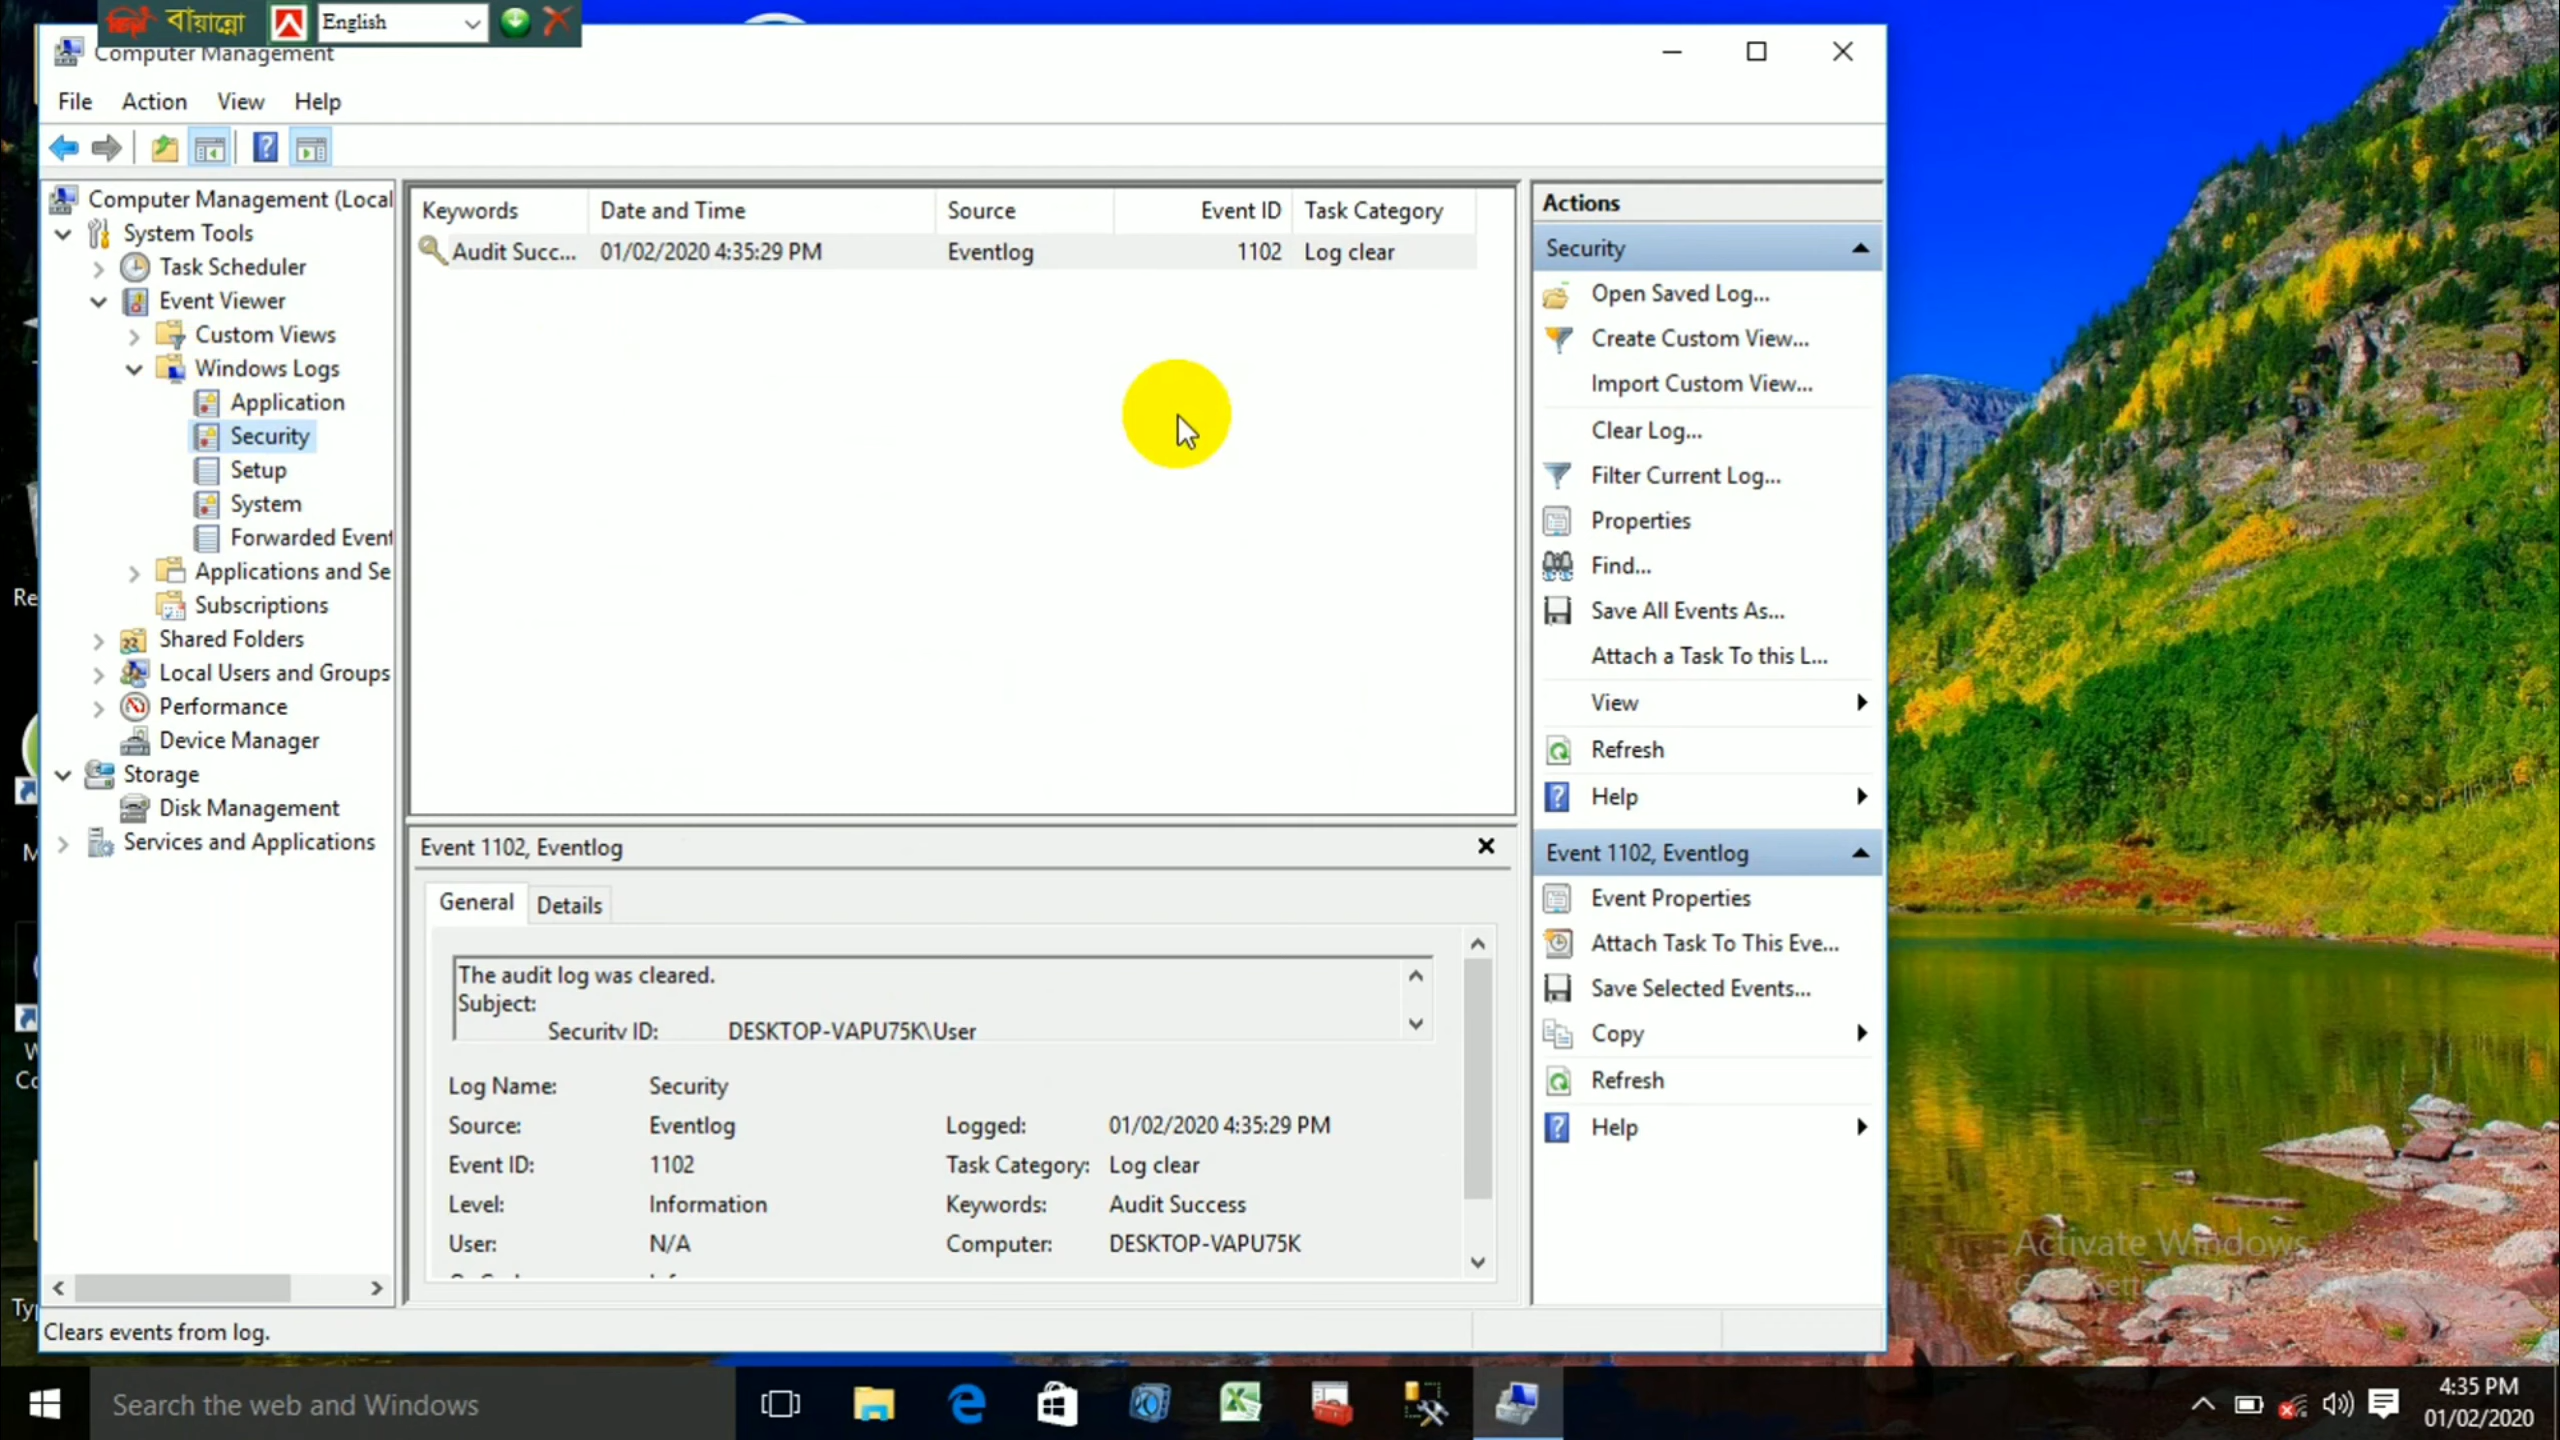 বায়ান্নো
English
Computer Management
File Action View Help
Computer Management (Local
System Tools
Task Scheduler
Event Viewer
Custom Views
Windows Logs
Application
Security
Setup
System
Forwarded Event
Applications and Se
Subscriptions
Shared Folders
Local Users and Groups
Performance
Device Manager
Storage
Disk Management
Services and Applications
Keywords Date and Time Source Event ID Task Category
Audit Succ... 01/02/2020 4:35:29 PM Eventlog 1102 Log clear
Event 1102, Eventlog
General Details
The audit log was cleared.
Subject:
Security ID: DESKTOP-VAPU75K\User
Log Name: Security
Source: Eventlog Logged: 01/02/2020 4:35:29 PM
Event ID: 1102 Task Category: Log clear
Level: Information Keywords: Audit Success
User: N/A Computer: DESKTOP-VAPU75K
Actions
Security
Open Saved Log...
Create Custom View...
Import Custom View...
Clear Log...
Filter Current Log...
Properties
Find...
Save All Events As...
Attach a Task To this L...
View
Refresh
Help
Event 1102, Eventlog
Event Properties
Attach Task To This Eve...
Save Selected Events...
Copy
Refresh
Help
Clears events from log.
Re
M
W
Co
Typ
Activate Windows
Search the web and Windows
4:35 PM
01/02/2020